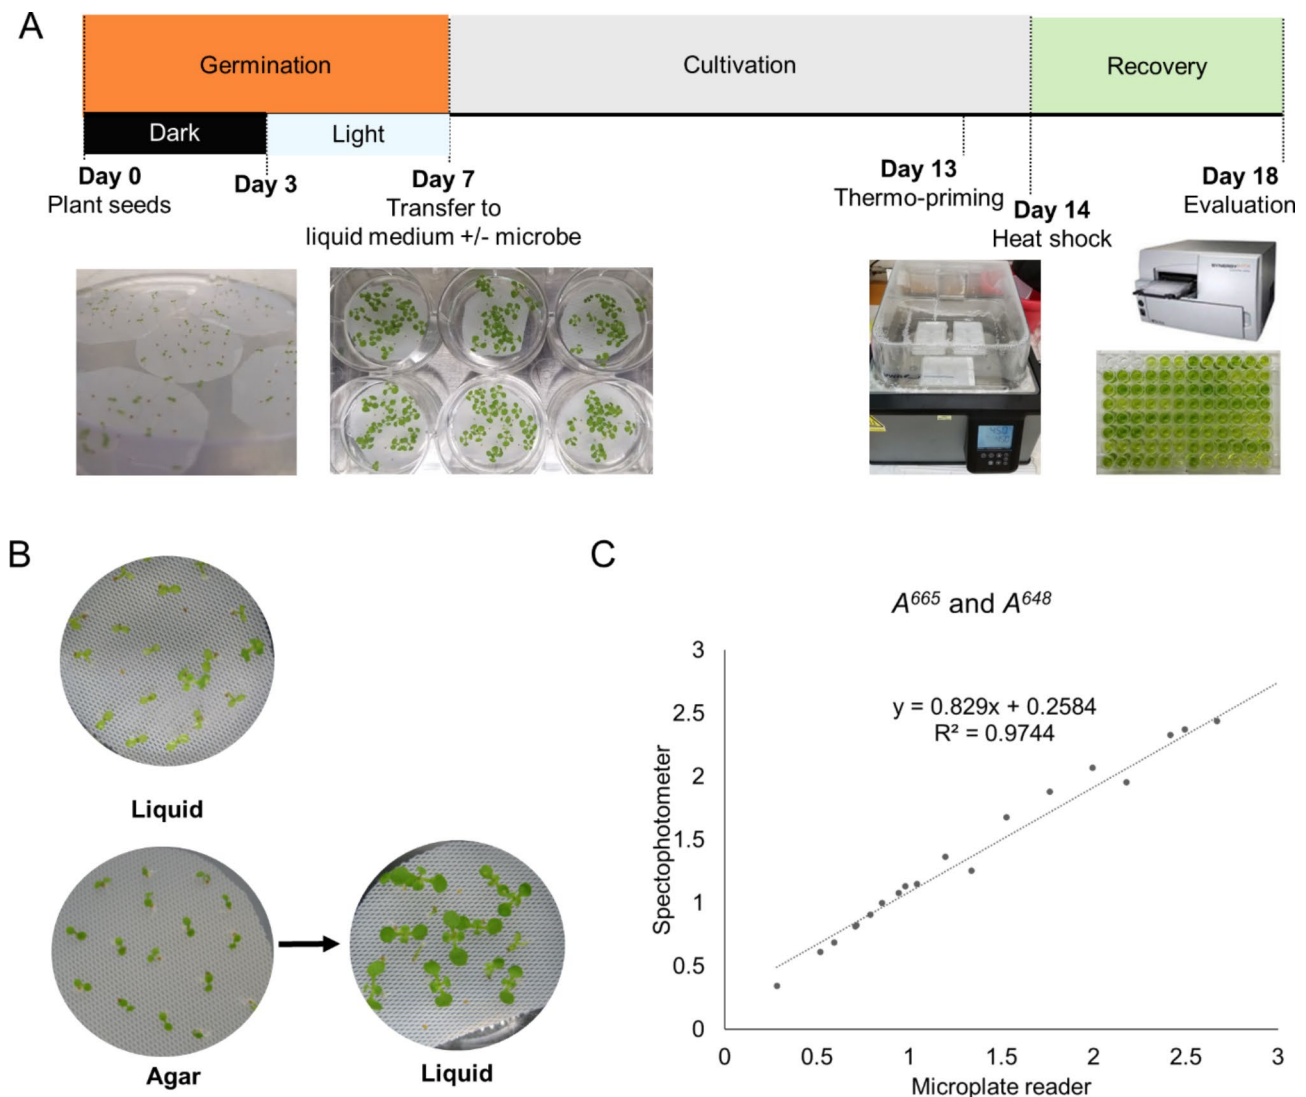 A
Germination
Cultivation
Recovery
Dark
Light
Day 0
Plant seeds
Day 3
Day 7
Transfer to
liquid medium +/- microbe
Day 13
Thermo-priming
Day 14
Heat shock
Day 18
Evaluation
B
Liquid
Agar
Liquid
C
A⁶⁶⁵ and A⁶⁴⁸
y = 0.829x + 0.2584
R² = 0.9744
Spectophotometer
3
2.5
2
1.5
1
0.5
0
0 0.5 1 1.5 2 2.5 3
Microplate reader